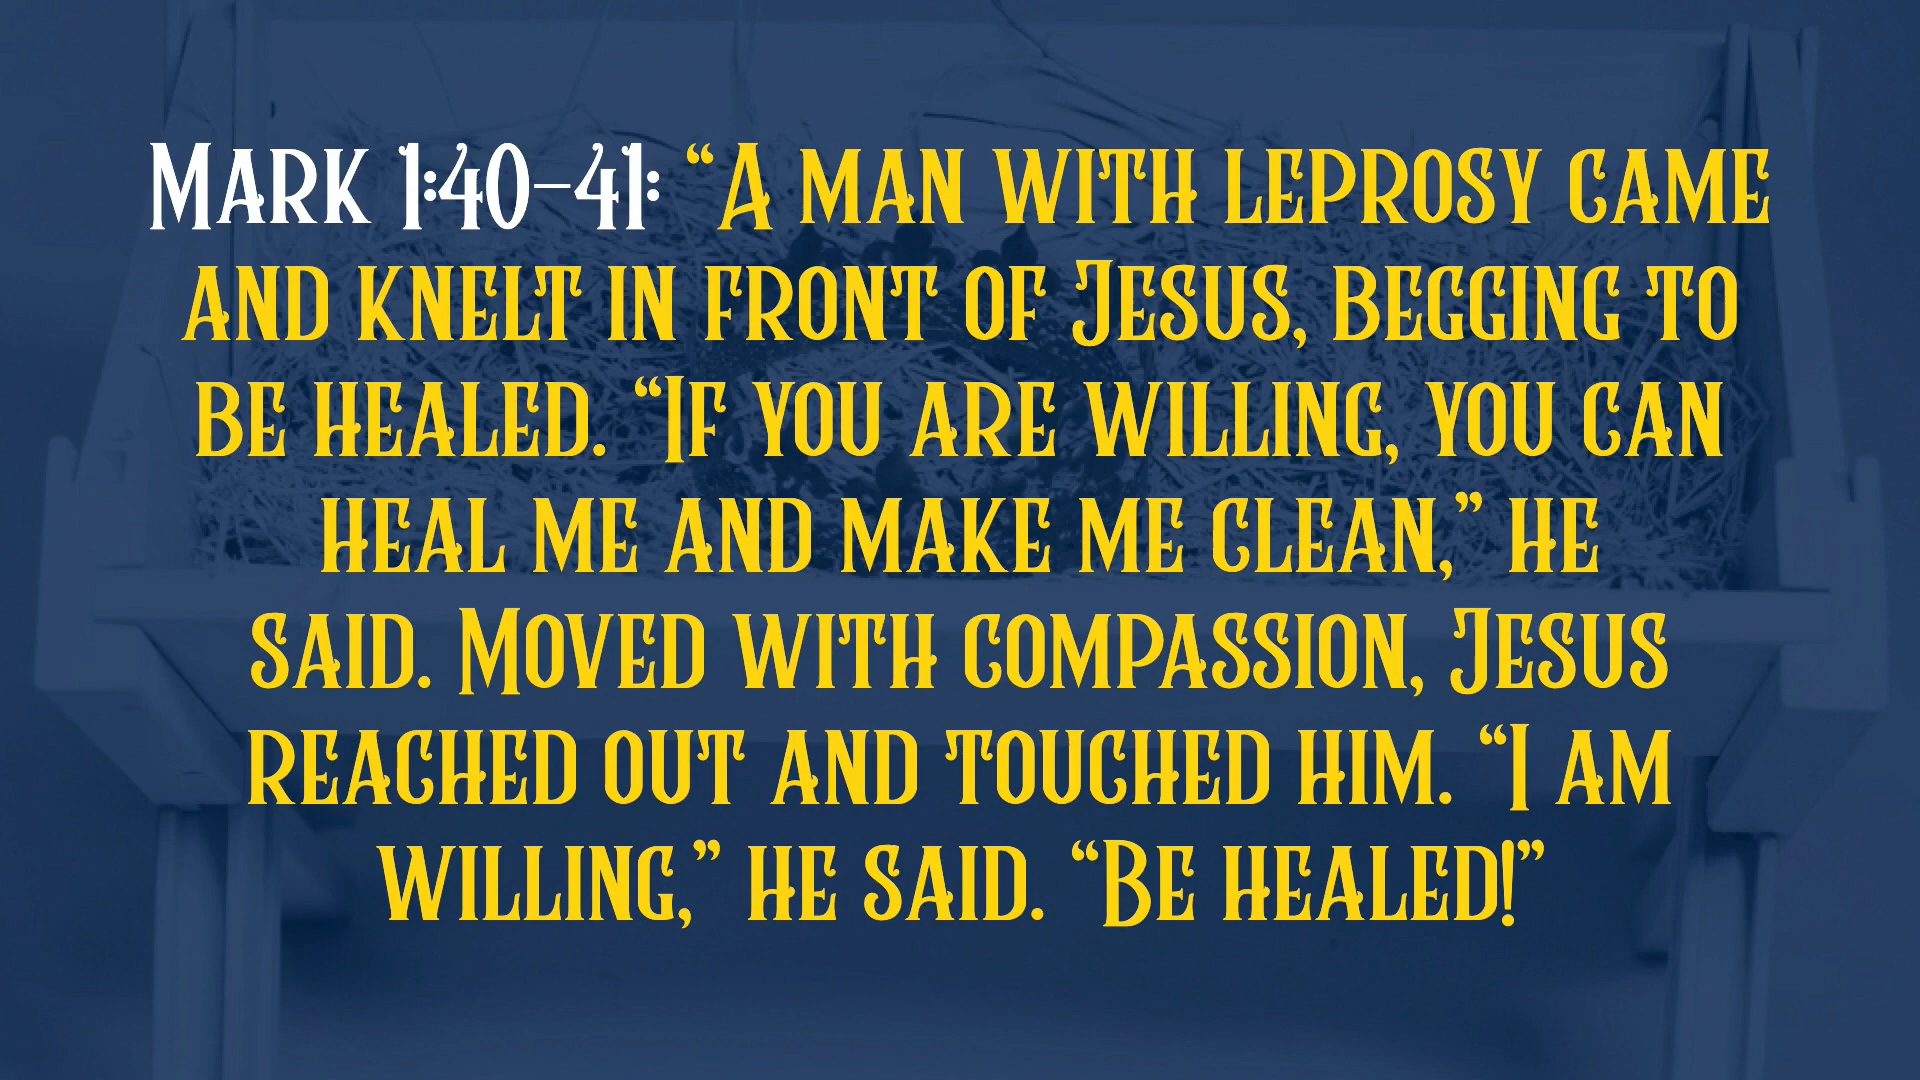 Mark 1:40–41: “A man with leprosy came
and knelt in front of Jesus, begging to
be healed. “If you are willing, you can
heal me and make me clean,” he
said. Moved with compassion, Jesus
reached out and touched him. “I am
willing,” he said. “Be healed!”